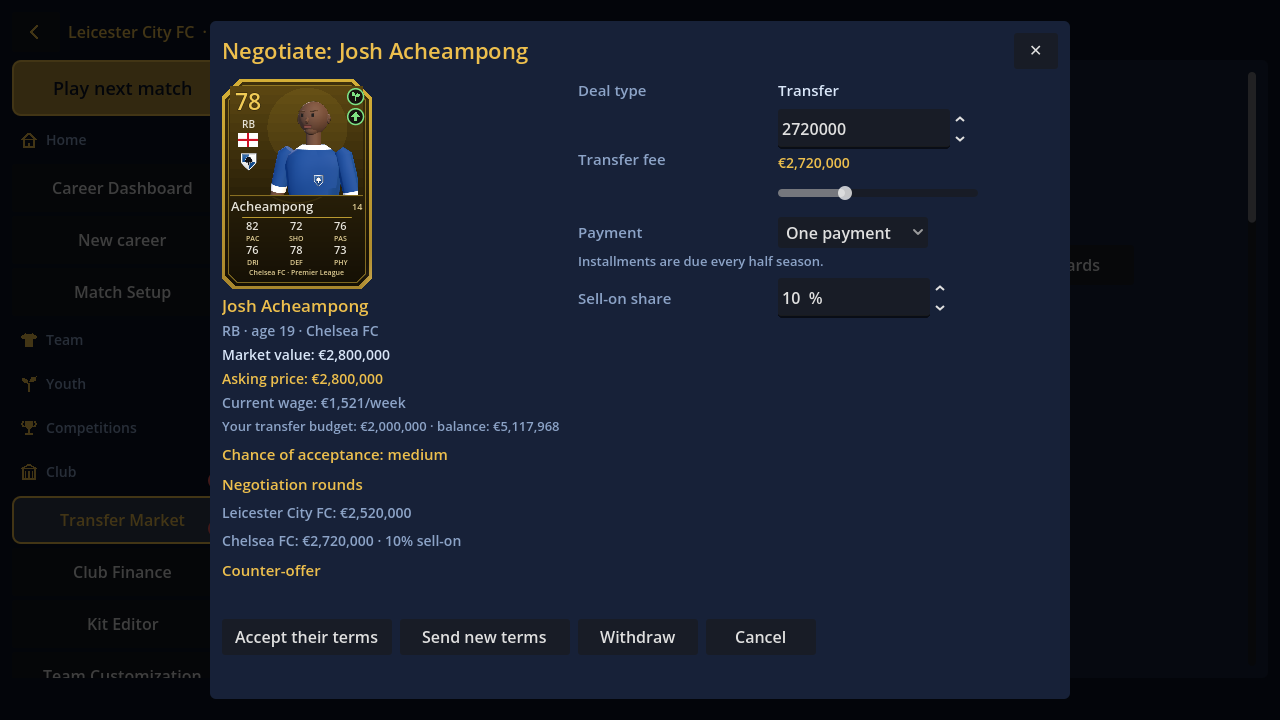 Leicester City FC ·
Play next match
Home
Career Dashboard
New career
Match Setup
Team
Youth
Competitions
Club
Transfer Market
Club Finance
Kit Editor
Team Customization
Negotiate: Josh Acheampong
×
78
RB
Acheampong 14
82 72 76
PAC SHO PAS
76 78 73
DRI DEF PHY
Chelsea FC · Premier League
Josh Acheampong
RB · age 19 · Chelsea FC
Market value: €2,800,000
Asking price: €2,800,000
Current wage: €1,521/week
Your transfer budget: €2,000,000 · balance: €5,117,968
Chance of acceptance: medium
Negotiation rounds
Leicester City FC: €2,520,000
Chelsea FC: €2,720,000 · 10% sell-on
Counter-offer
Deal type Transfer
2720000
Transfer fee €2,720,000
Payment One payment
Installments are due every half season.
Sell-on share 10 %
Accept their terms Send new terms Withdraw Cancel